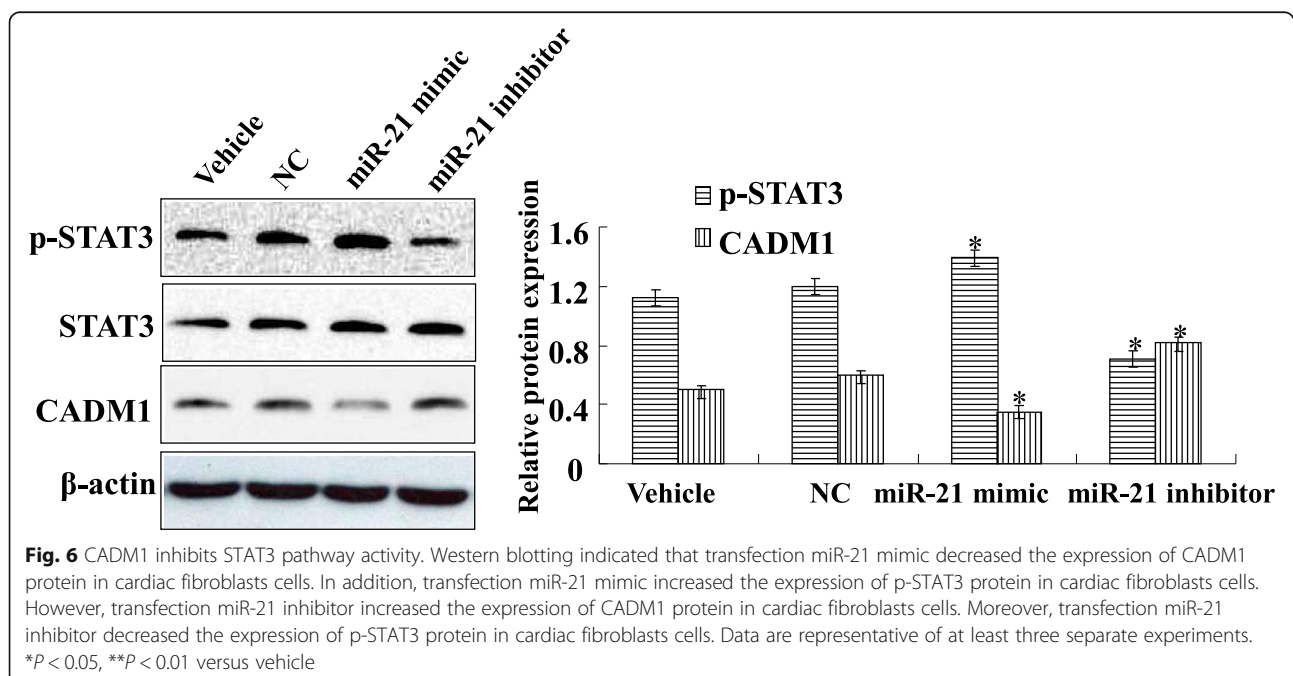 Vehicle
NC
miR-21 mimic
miR-21 inhibitor
p-STAT3
STAT3
CADM1
β-actin
p-STAT3
CADM1
Relative protein expression
1.6
1.2
0.8
0.4
0
*
*
*
*
Vehicle
NC
miR-21 mimic
miR-21 inhibitor
Fig. 6 CADM1 inhibits STAT3 pathway activity. Western blotting indicated that transfection miR-21 mimic decreased the expression of CADM1
protein in cardiac fibroblasts cells. In addition, transfection miR-21 mimic increased the expression of p-STAT3 protein in cardiac fibroblasts cells.
However, transfection miR-21 inhibitor increased the expression of CADM1 protein in cardiac fibroblasts cells. Moreover, transfection miR-21
inhibitor decreased the expression of p-STAT3 protein in cardiac fibroblasts cells. Data are representative of at least three separate experiments.
*P < 0.05, **P < 0.01 versus vehicle